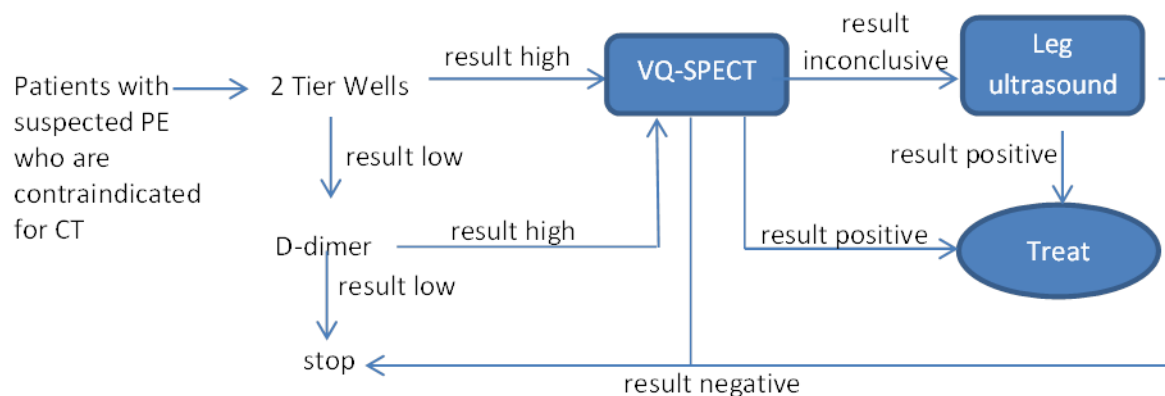 Patients with
suspected PE
who are
contraindicated
for CT
2 Tier Wells
result high
VQ-SPECT
result
inconclusive
Leg
ultrasound
result low
result positive
D-dimer
result high
result positive
Treat
result low
stop
result negative